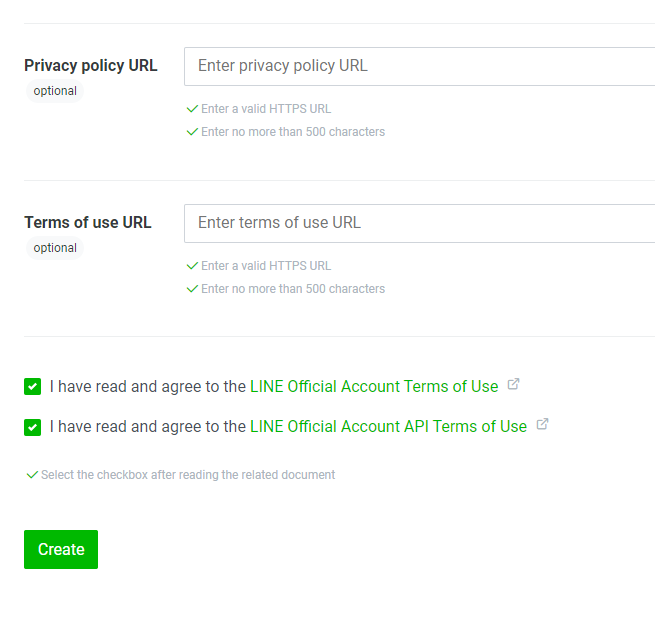 Privacy policy URL
Enter privacy policy URL
optional
Enter a valid HTTPS URL
Enter no more than 500 characters
Terms of use URL
Enter terms of use URL
optional
Enter a valid HTTPS URL
Enter no more than 500 characters
I have read and agree to the LINE Official Account Terms of Use
I have read and agree to the LINE Official Account API Terms of Use
Select the checkbox after reading the related document
Create